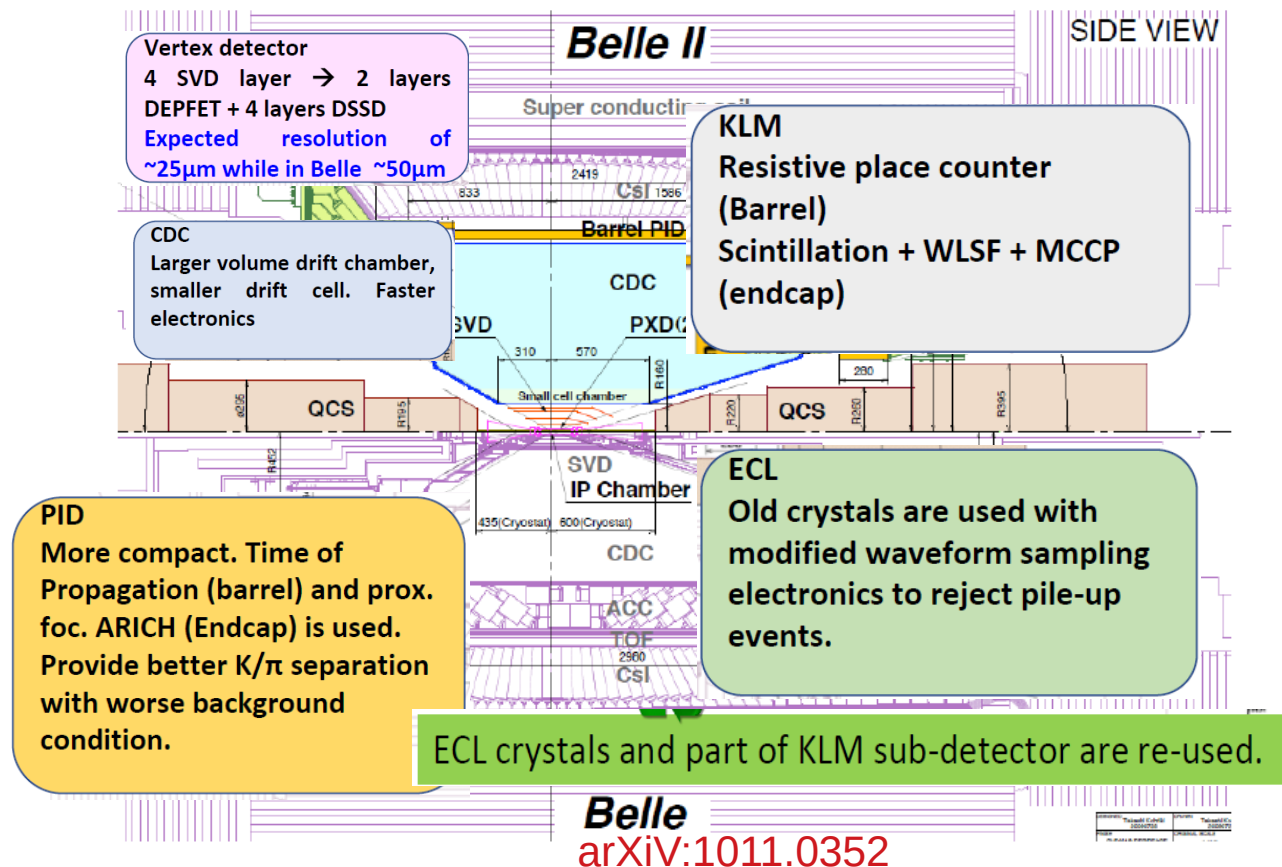 Belle II
SIDE VIEW
Vertex detector
4 SVD layer → 2 layers
DEPFET + 4 layers DSSD
Expected resolution of
~25µm while in Belle ~50µm
Super conducting
KLM
Resistive place counter
(Barrel)
Scintillation + WLSF + MCCP
(endcap)
2419
833
CsI
1586
CDC
Larger volume drift chamber,
smaller drift cell. Faster
electronics
Barrel PID
CDC
SVD
PXD(2
310
570
R160
Small cell chamber
280
ø295
QCS
R195
R220
QCS
R260
R395
R452
SVD
IP Chamber
435(Cryostat)
600(Cryostat)
CDC
ACC
TOF
2980
CsI
PID
More compact. Time of
Propagation (barrel) and prox.
foc. ARICH (Endcap) is used.
Provide better K/π separation
with worse background
condition.
ECL
Old crystals are used with
modified waveform sampling
electronics to reject pile-up
events.
ECL crystals and part of KLM sub-detector are re-used.
Belle
arXiV:1011.0352